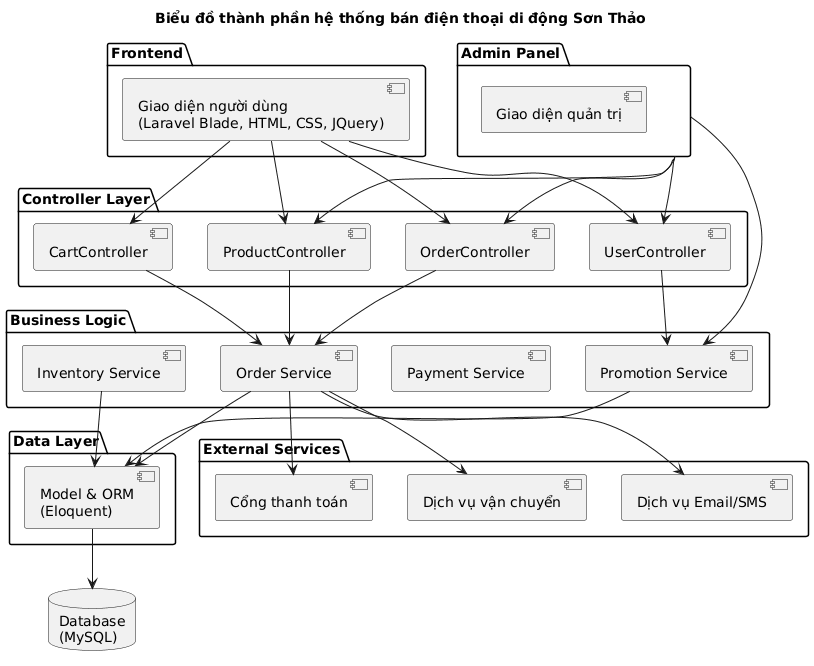 Biểu đồ thành phần hệ thống bán điện thoại di động Sơn Thảo
Frontend
Giao diện người dùng
(Laravel Blade, HTML, CSS, JQuery)
Admin Panel
Giao diện quản trị
Controller Layer
CartController
ProductController
OrderController
UserController
Business Logic
Inventory Service
Order Service
Payment Service
Promotion Service
Data Layer
Model & ORM
(Eloquent)
External Services
Cổng thanh toán
Dịch vụ vận chuyển
Dịch vụ Email/SMS
Database
(MySQL)